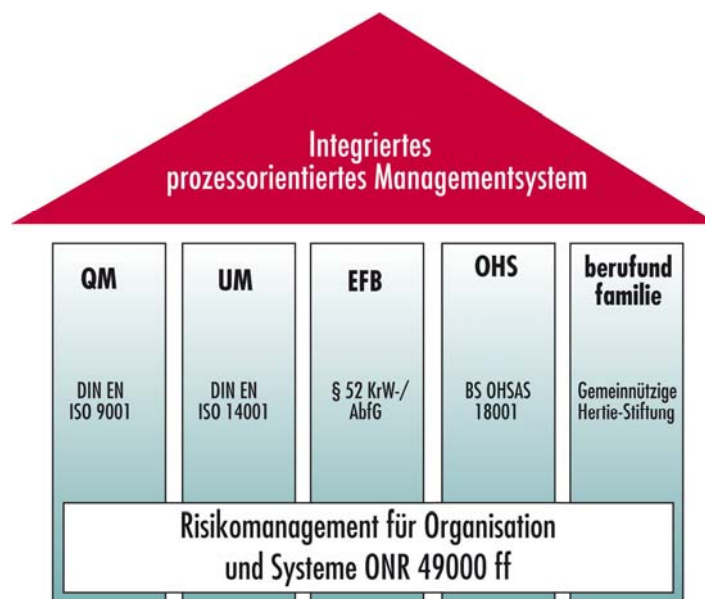 Integriertes
prozessorientiertes Managementsystem
QM
DIN EN
ISO 9001
UM
DIN EN
ISO 14001
EFB
§ 52 KrW-/
AbfG
OHS
BS OHSAS
18001
berufund
familie
Gemeinnützige
Hertie-Stiftung
Risikomanagement für Organisation
und Systeme ONR 49000 ff